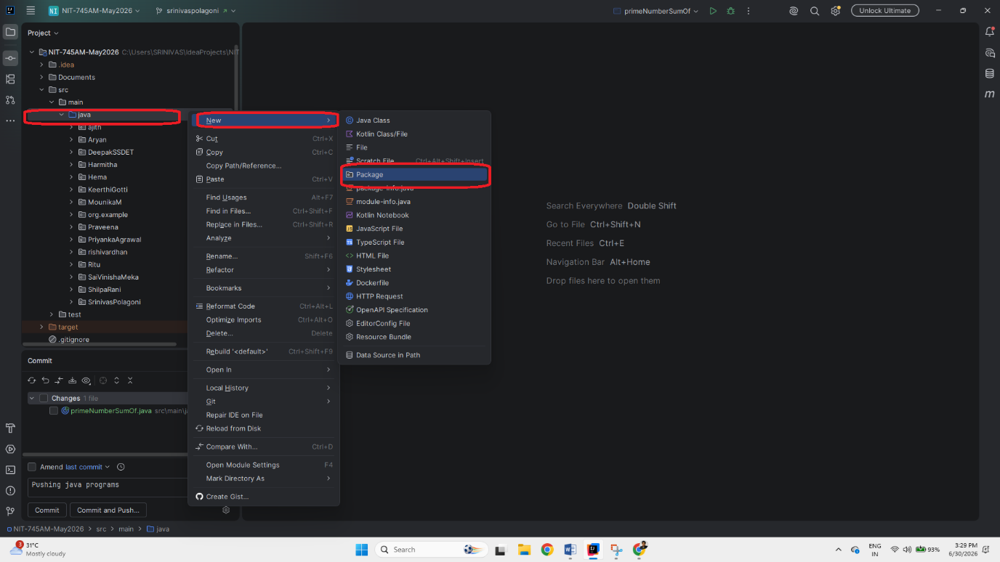 NI NIT-745AM-May2026
srinivaspolagoni
primeNumberSumOf
Unlock Ultimate
Project
NIT-745AM-May2026 C:\Users\SRINIVAS\IdeaProjects\NIT
.idea
Documents
src
main
java
ajith
Aryan
DeepakSSDET
Harmitha
Hema
KeerthiGotti
MounikaM
org.example
Praveena
PriyankaAgrawal
rishivardhan
Ritu
SaiVinishaMeka
ShilpaRani
SrinivasPolagoni
test
target
.gitignore
New
Cut Ctrl+X
Copy Ctrl+C
Copy Path/Reference...
Paste Ctrl+V
Find Usages Alt+F7
Find in Files... Ctrl+Shift+F
Replace in Files... Ctrl+Shift+R
Analyze
Rename... Shift+F6
Refactor
Bookmarks
Reformat Code Ctrl+Alt+L
Optimize Imports Ctrl+Alt+O
Delete... Delete
Rebuild '<default>' Ctrl+Shift+F9
Open In
Local History
Git
Repair IDE on File
Reload from Disk
Compare With... Ctrl+D
Open Module Settings F4
Mark Directory As
Create Gist...
Java Class
Kotlin Class/File
File
Scratch File Ctrl+Alt+Shift+Insert
Package
package-info.java
module-info.java
Kotlin Notebook
JavaScript File
TypeScript File
HTML File
Stylesheet
Dockerfile
HTTP Request
OpenAPI Specification
EditorConfig File
Resource Bundle
Data Source in Path
Search Everywhere Double Shift
Go to File Ctrl+Shift+N
Recent Files Ctrl+E
Navigation Bar Alt+Home
Drop files here to open them
Commit
Changes 1 file
primeNumberSumOf.java src\main\ja
Amend last commit
Pushing java programs
Commit
Commit and Push...
NIT-745AM-May2026 > src > main > java
3
31°C
Mostly cloudy
Search
ENG
IN
93%
3:29 PM
6/30/2026